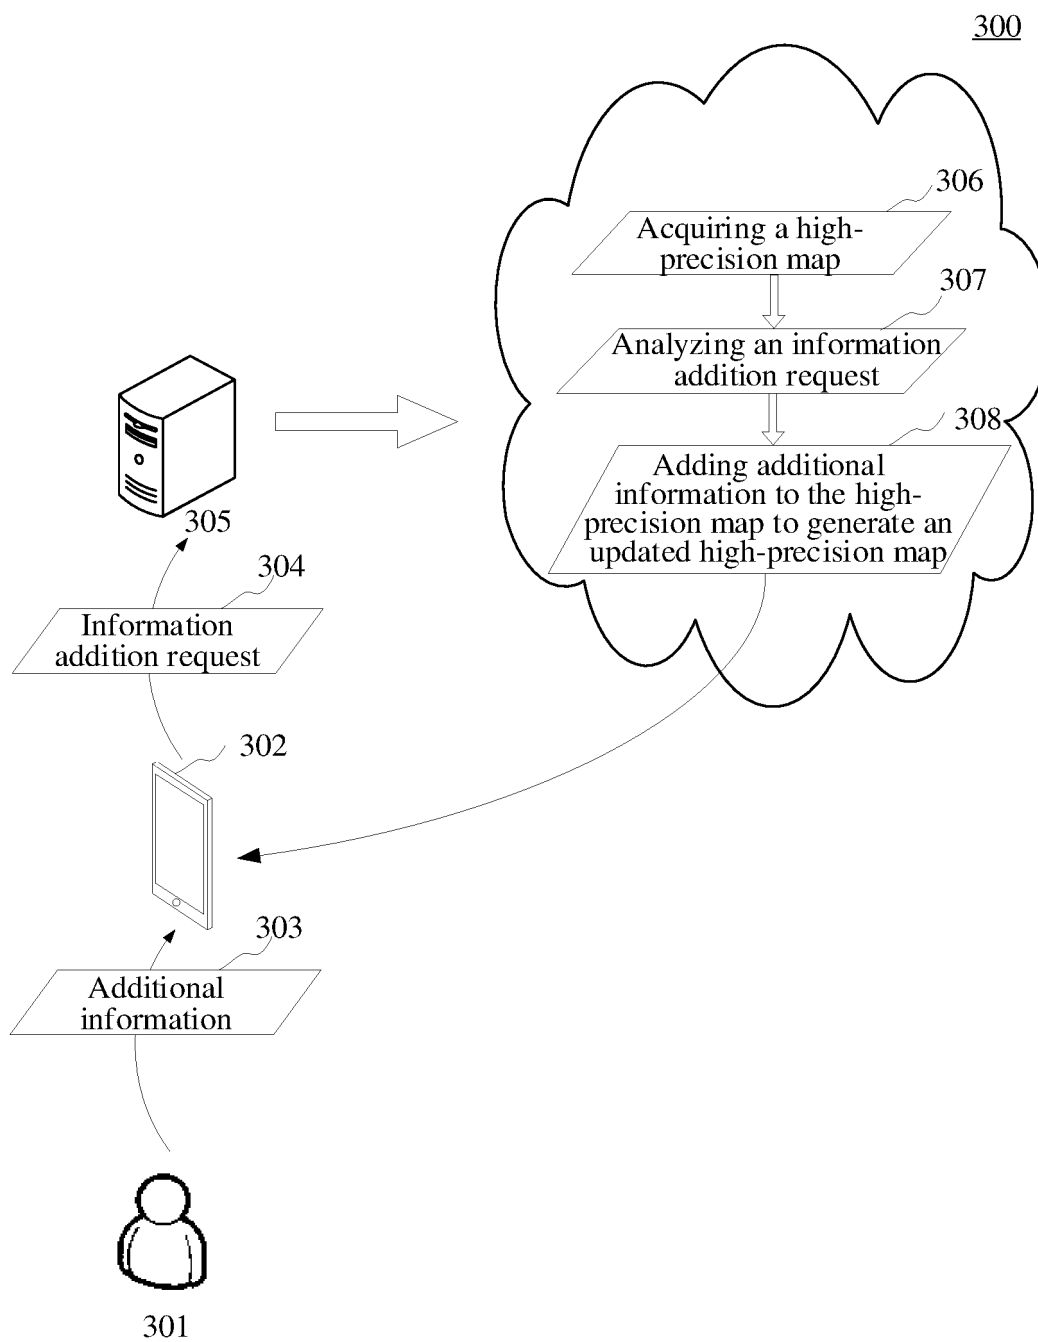 300
306
Acquiring a high-
precision map
307
Analyzing an information
addition request
308
Adding additional
information to the high-
precision map to generate an
updated high-precision map
305
304
Information
addition request
302
303
Additional
information
301